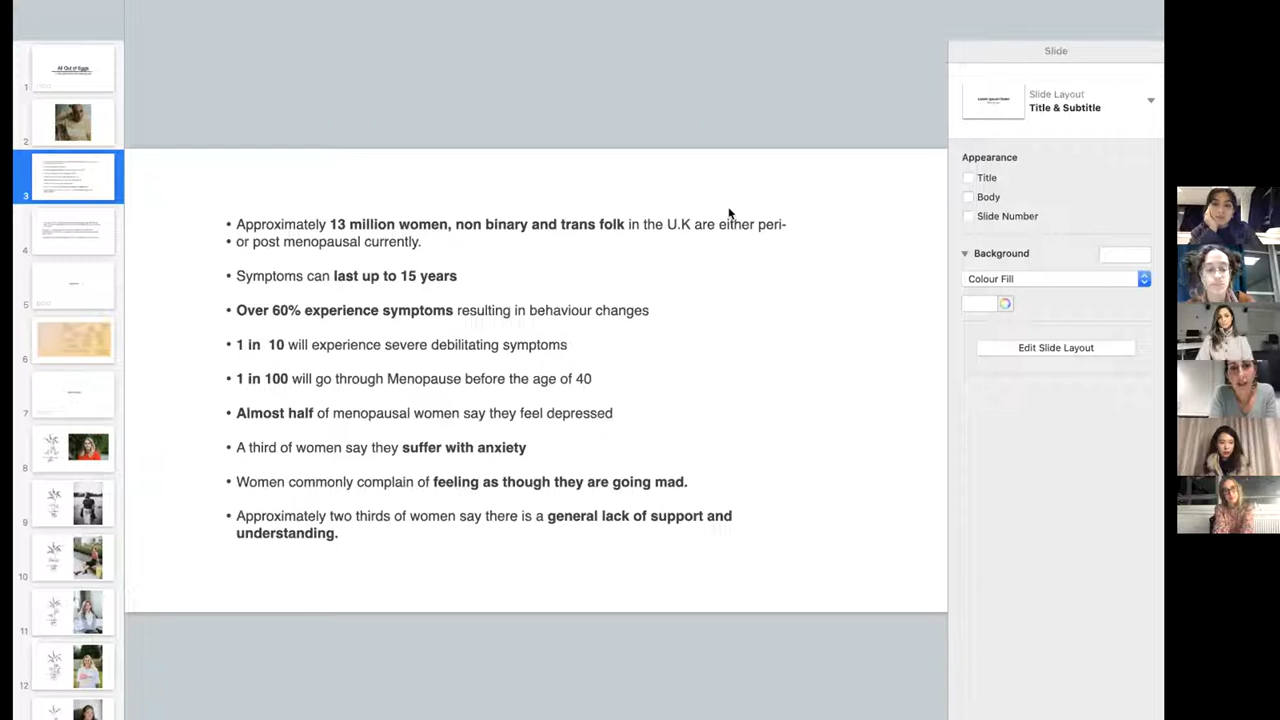 All Out of Eggs
1
2
3
4
5
6
7
8
9
10
11
12
• Approximately 13 million women, non binary and trans folk in the U.K are either peri-
• or post menopausal currently.
• Symptoms can last up to 15 years
• Over 60% experience symptoms resulting in behaviour changes
• 1 in  10 will experience severe debilitating symptoms
• 1 in 100 will go through Menopause before the age of 40
• Almost half of menopausal women say they feel depressed
• A third of women say they suffer with anxiety
• Women commonly complain of feeling as though they are going mad.
• Approximately two thirds of women say there is a general lack of support and
understanding.
Slide
Slide Layout
Title & Subtitle
Appearance
Title
Body
Slide Number
Background
Colour Fill
Edit Slide Layout